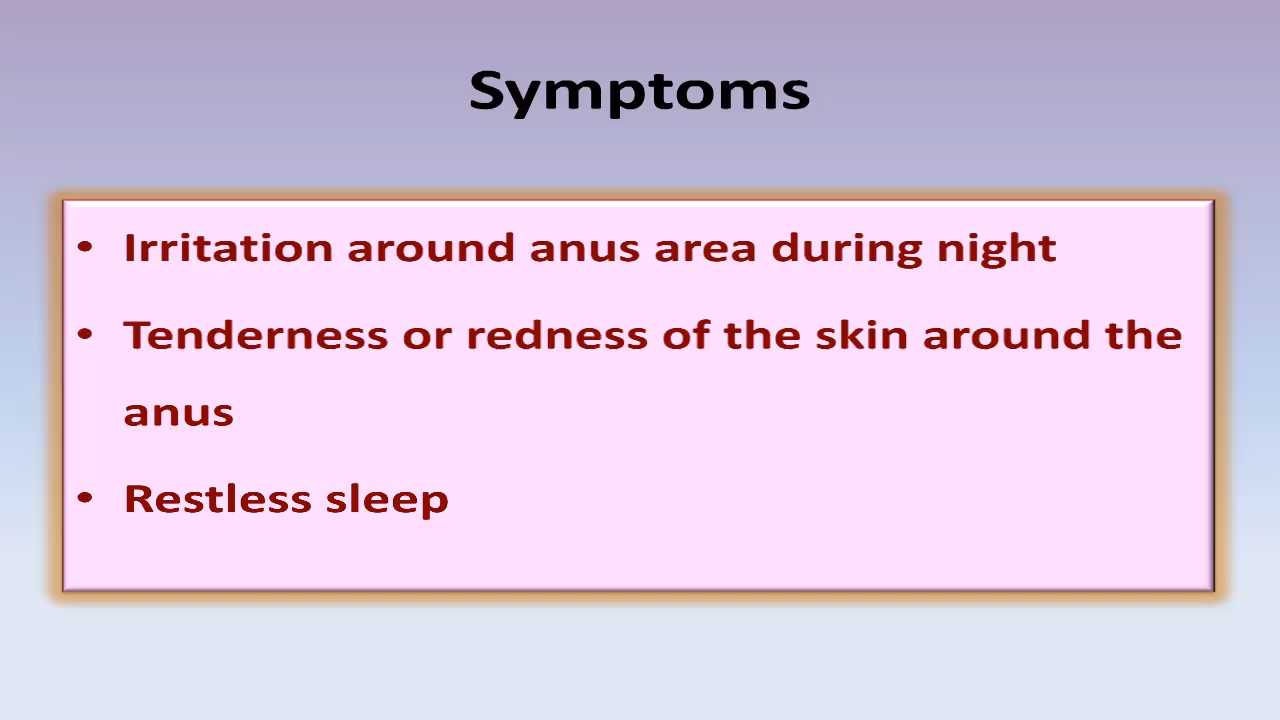 Symptoms
• Irritation around anus area during night
• Tenderness or redness of the skin around the
anus
• Restless sleep